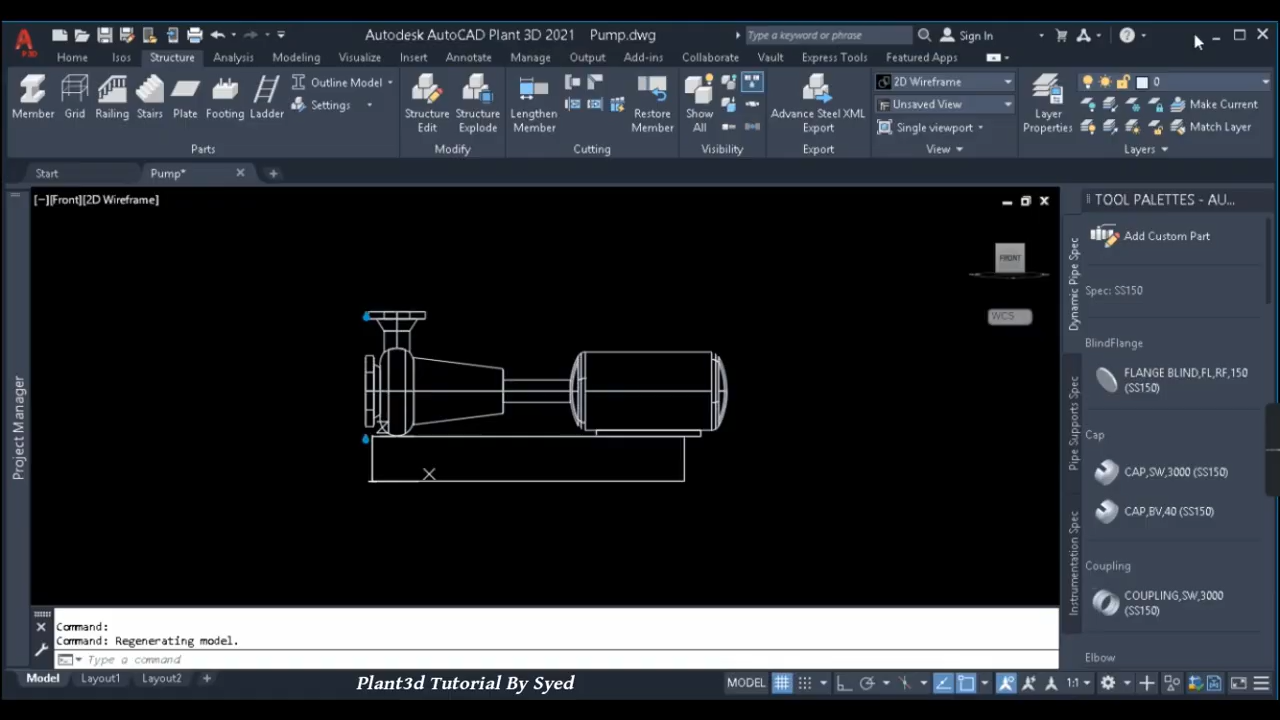 Autodesk AutoCAD Plant 3D 2021 Pump.dwg
Type a keyword or phrase
Sign In
Home Isos Structure Analysis Modeling Visualize Insert Annotate Manage Output Add-ins Collaborate Vault Express Tools Featured Apps
Member Grid Railing Stairs Plate Footing Ladder
Outline Model
Settings
Parts
Structure Edit
Structure Explode
Modify
Lengthen Member
Restore Member
Cutting
Show All
Visibility
Advance Steel XML Export
Export
2D Wireframe
Unsaved View
Single viewport
View
Layer Properties
0
Make Current
Match Layer
Layers
Start
Pump*
[−][Front][2D Wireframe]
FRONT
WCS
Project Manager
TOOL PALETTES - AU...
Dynamic Pipe Spec
Pipe Supports Spec
Instrumentation Spec
Add Custom Part
Spec: SS150
BlindFlange
FLANGE BLIND,FL,RF,150
(SS150)
Cap
CAP,SW,3000 (SS150)
CAP,BV,40 (SS150)
Coupling
COUPLING,SW,3000
(SS150)
Elbow
Command:
Command: Regenerating model.
Type a command
Model Layout1 Layout2
Plant3d Tutorial By Syed
MODEL
1:1